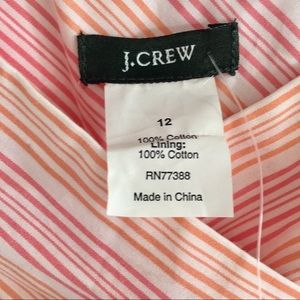 J.CREW
12
100% Cotton
Lining:
100% Cotton
RN77388
Made in China